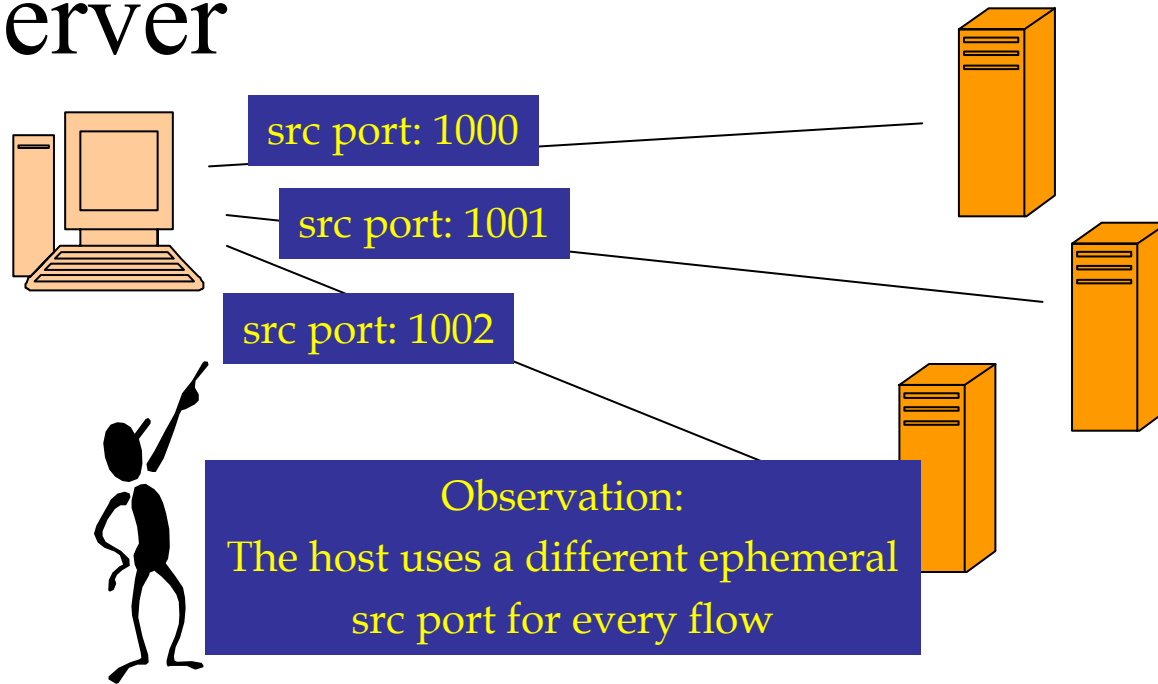 erver
src port: 1000
src port: 1001
src port: 1002
Observation:
The host uses a different ephemeral
src port for every flow